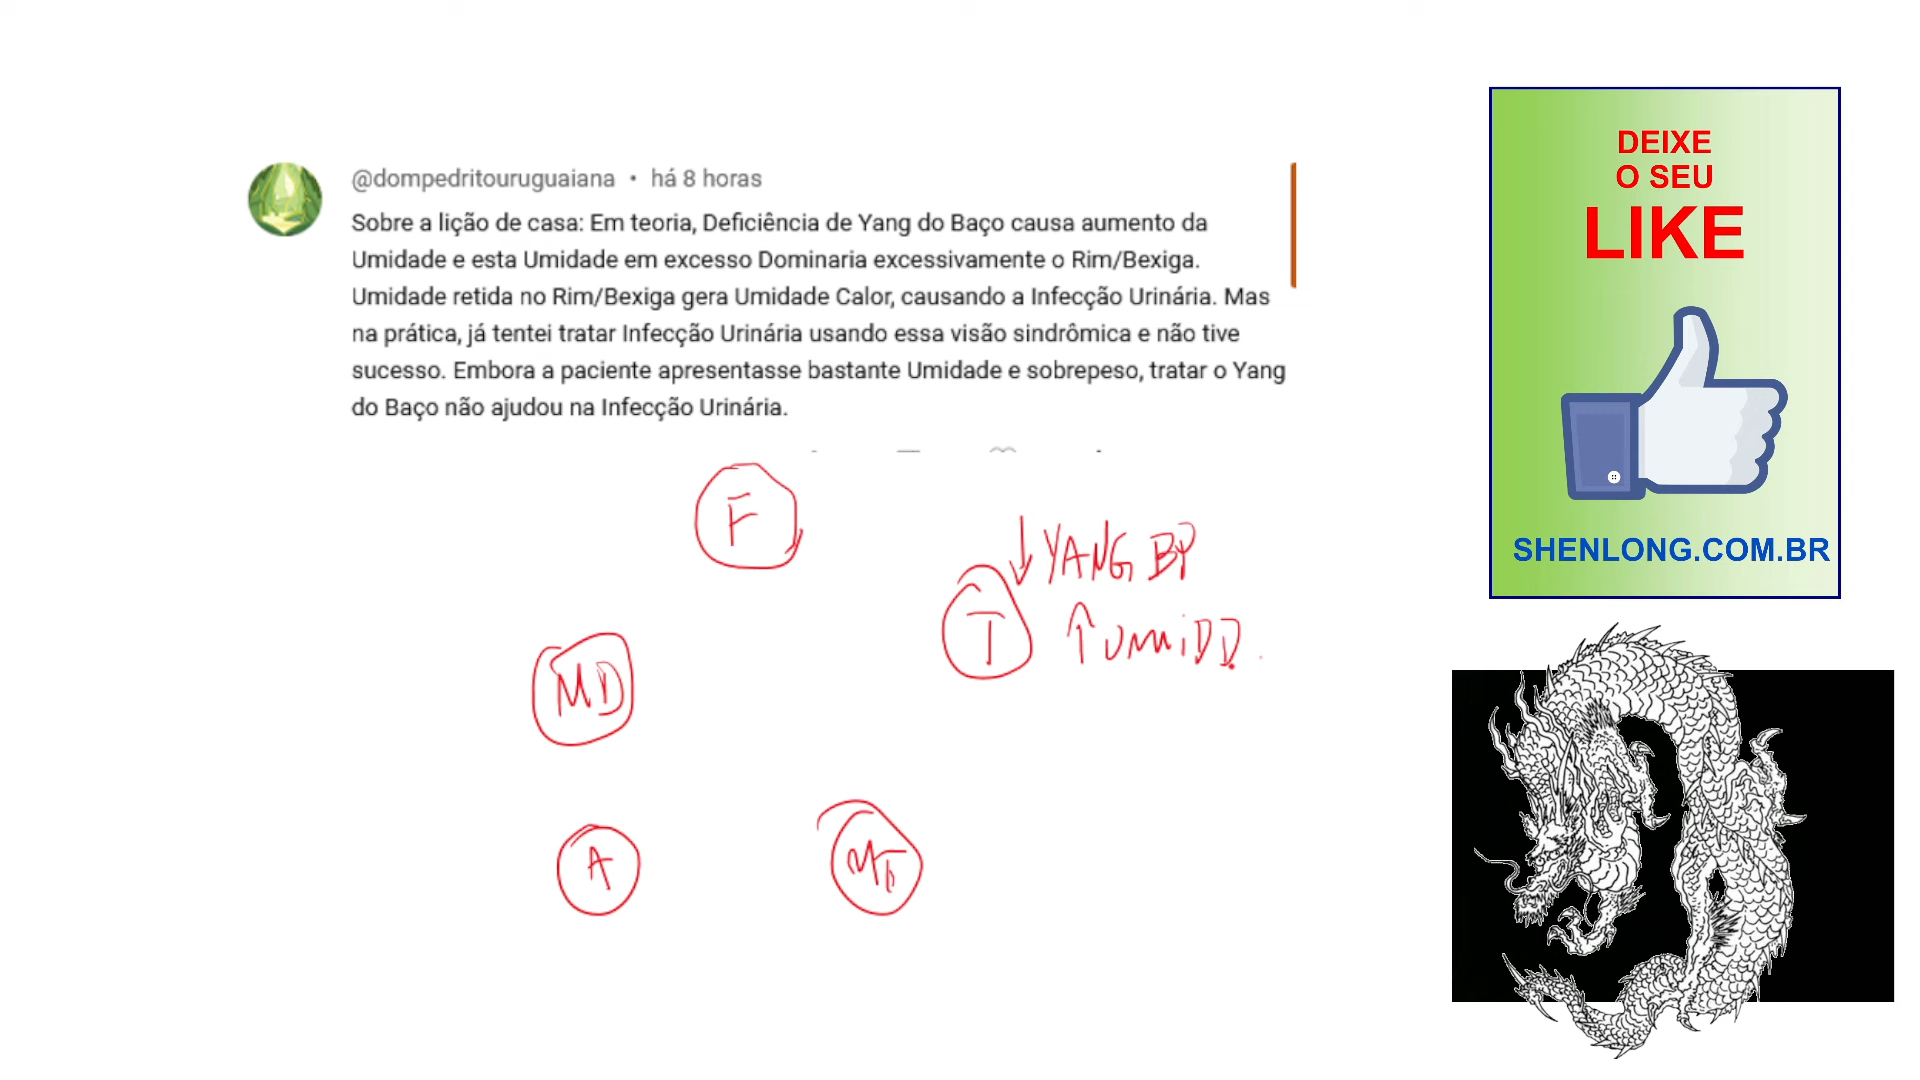 @dompedritouruguaiana • há 8 horas
Sobre a lição de casa: Em teoria, Deficiência de Yang do Baço causa aumento da
Umidade e esta Umidade em excesso Dominaria excessivamente o Rim/Bexiga.
Umidade retida no Rim/Bexiga gera Umidade Calor, causando a Infecção Urinária. Mas
na prática, já tentei tratar Infecção Urinária usando essa visão sindrômica e não tive
sucesso. Embora a paciente apresentasse bastante Umidade e sobrepeso, tratar o Yang
do Baço não ajudou na Infecção Urinária.
F
↓ YANG BP
T
↑ UMIDD.
MD
A
MT
DEIXE
O SEU
LIKE
SHENLONG.COM.BR